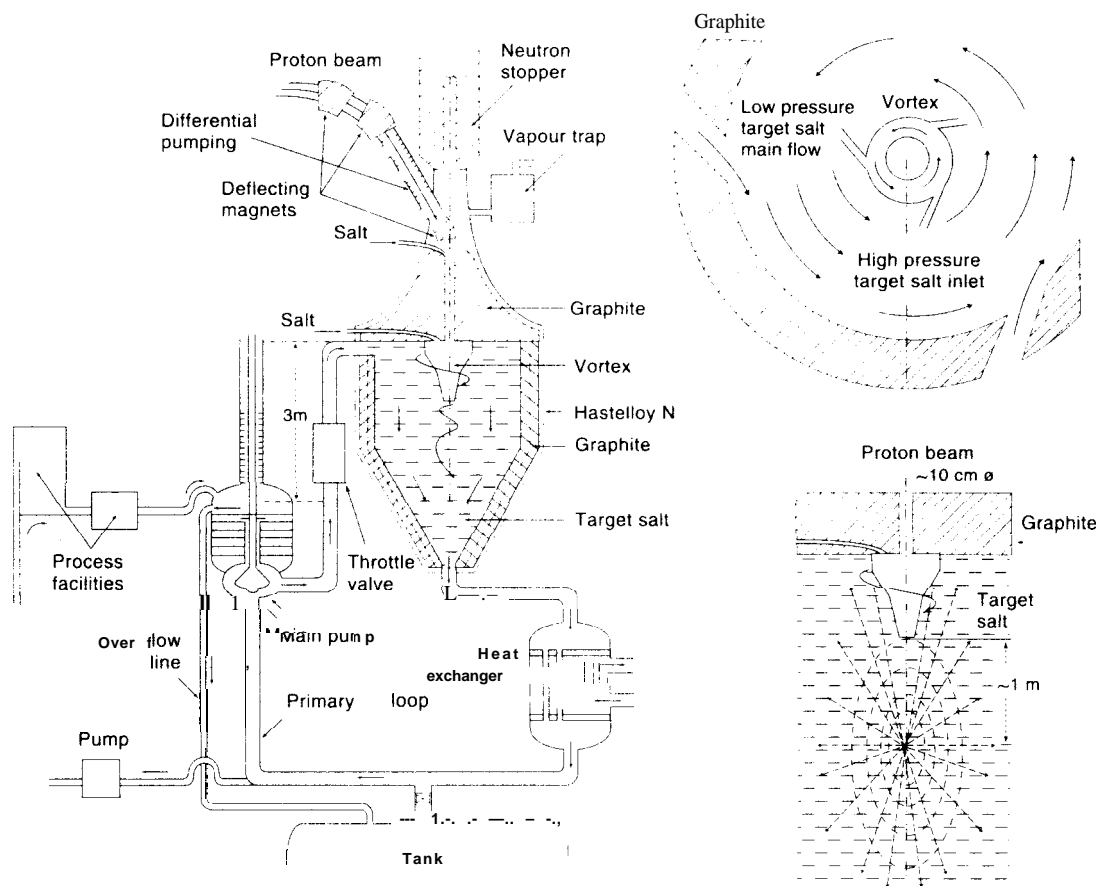 Proton beam
Neutron
stopper
Differential
pumping
Vapour trap
Deflecting
magnets
Salt
Graphite
Salt
Vortex
3m
Hastelloy N
Graphite
Target salt
Process
facilities
Throttle
valve
Main pump
Over flow
line
Heat
exchanger
Primary loop
Pump
Tank
Graphite
Low pressure
target salt
main flow
Vortex
High pressure
target salt inlet
Proton beam
~10 cm ø
Graphite
Target
salt
~1 m